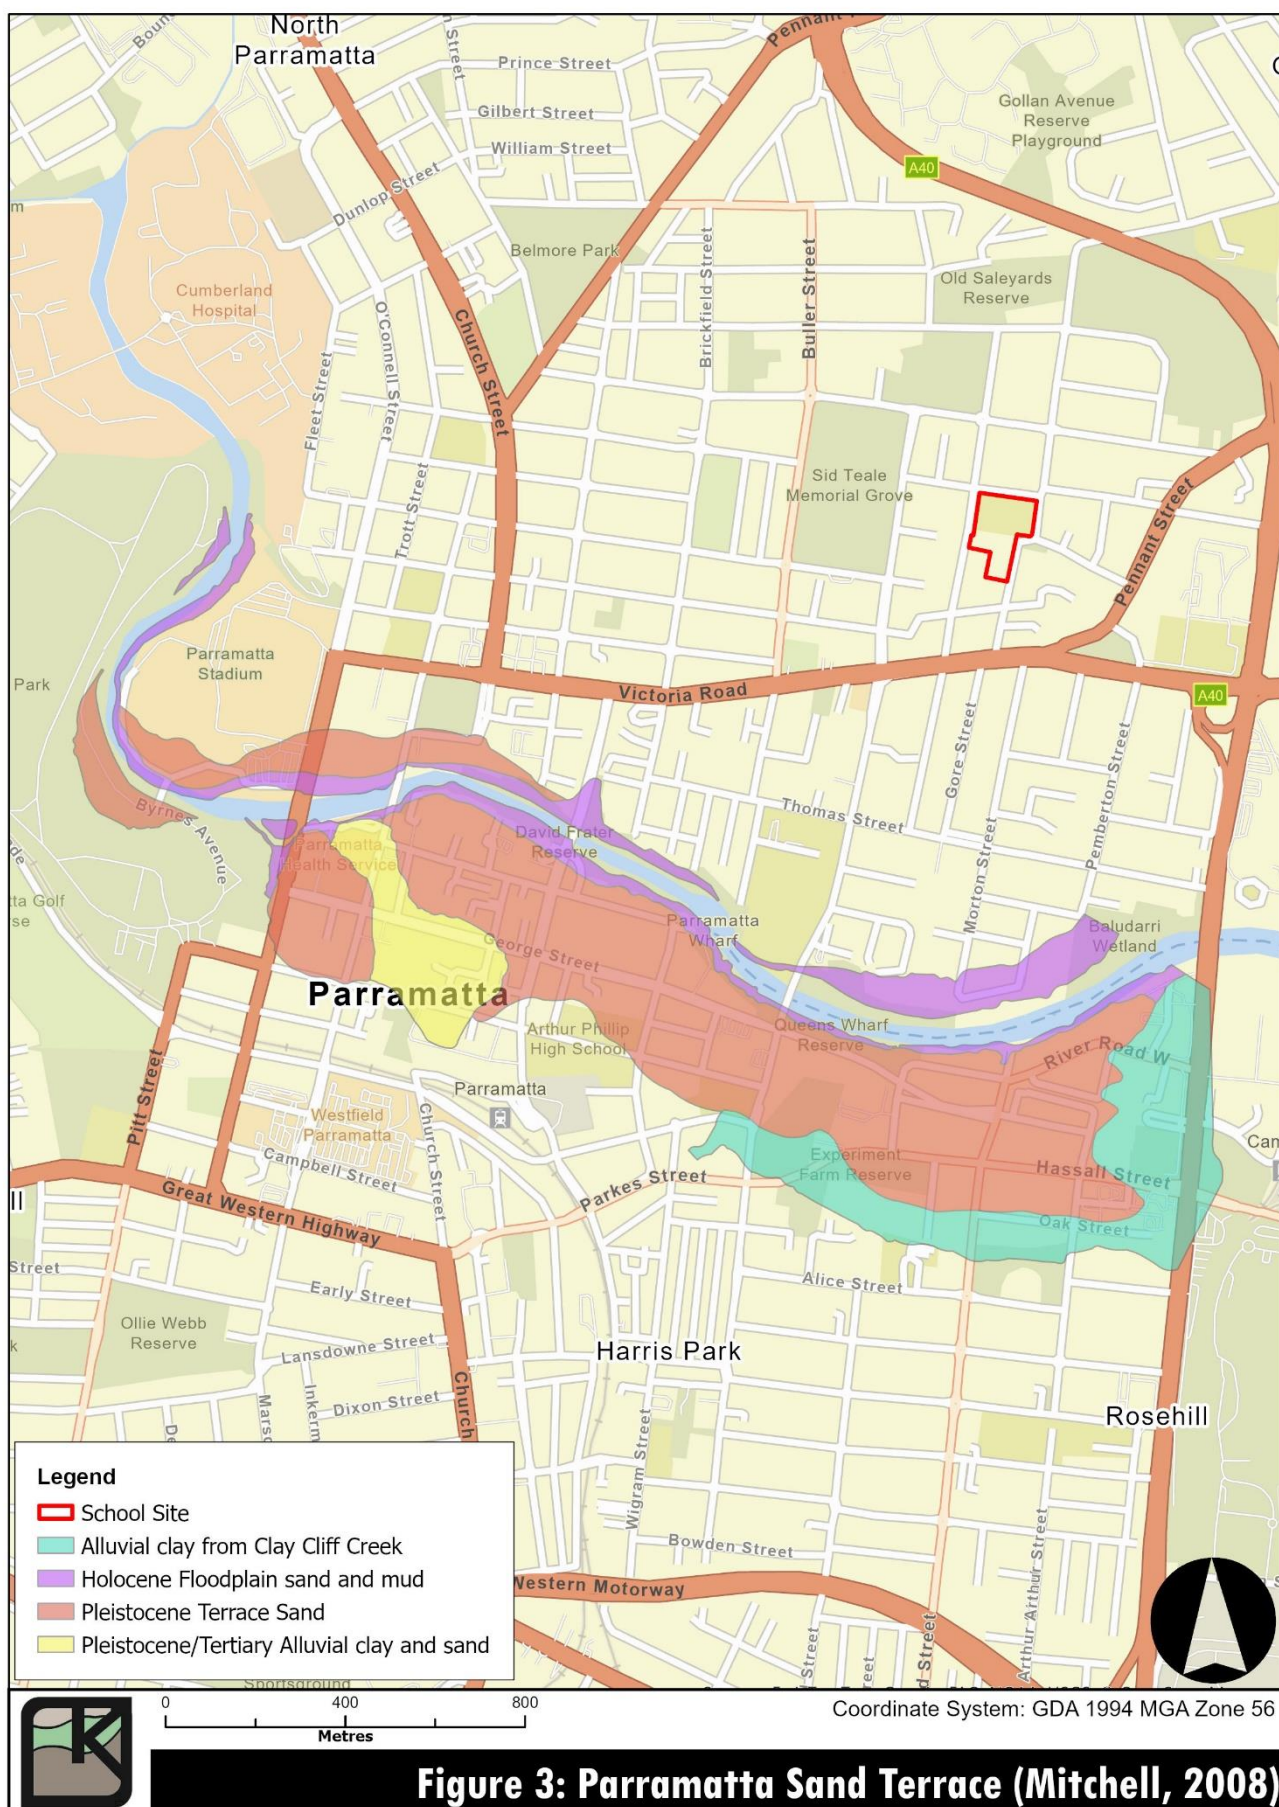 North
Parramatta
Prince Street
Gilbert Street
William Street
Dunlop Street
Gollan Avenue
Reserve
Playground
A40
Belmore Park
Cumberland
Hospital
O'Connell Street
Church Street
Brickfield Street
Buller Street
Old Saleyards
Reserve
Fleet Street
Trott Street
Sid Teale
Memorial Grove
Pennant Street
Parramatta
Stadium
Park
Victoria Road
A40
Gore Street
Pemberton Street
Byrnes Avenue
Thomas Street
Morton Street
Parramatta
Health Service
David Frater
Reserve
Parramatta
Wharf
Baludarri
Wetland
George Street
Parramatta
Arthur Phillip
High School
Queens Wharf
Reserve
River Road W
Pitt Street
Parramatta
Westfield
Parramatta
Church Street
Campbell Street
Great Western Highway
Parkes Street
Experiment
Farm Reserve
Hassall Street
Oak Street
Street
Early Street
Alice Street
Ollie Webb
Reserve
Lansdowne Street
Harris Park
Dixon Street
Church
Rosehill
Wigram Street
Bowden Street
Arthur Street
Western Motorway
Legend
School Site
Alluvial clay from Clay Cliff Creek
Holocene Floodplain sand and mud
Pleistocene Terrace Sand
Pleistocene/Tertiary Alluvial clay and sand
0 400 800
Metres
Coordinate System: GDA 1994 MGA Zone 56
Figure 3: Parramatta Sand Terrace (Mitchell, 2008)